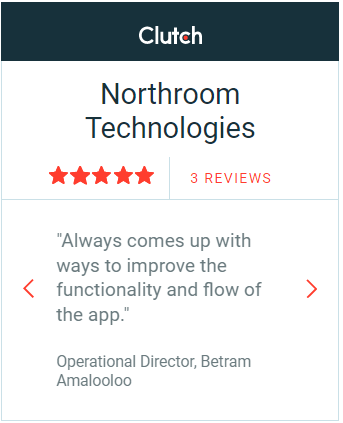 Clutch
Northroom
Technologies
3 REVIEWS
"Always comes up with
ways to improve the
functionality and flow of
the app."
Operational Director, Betram
Amalooloo